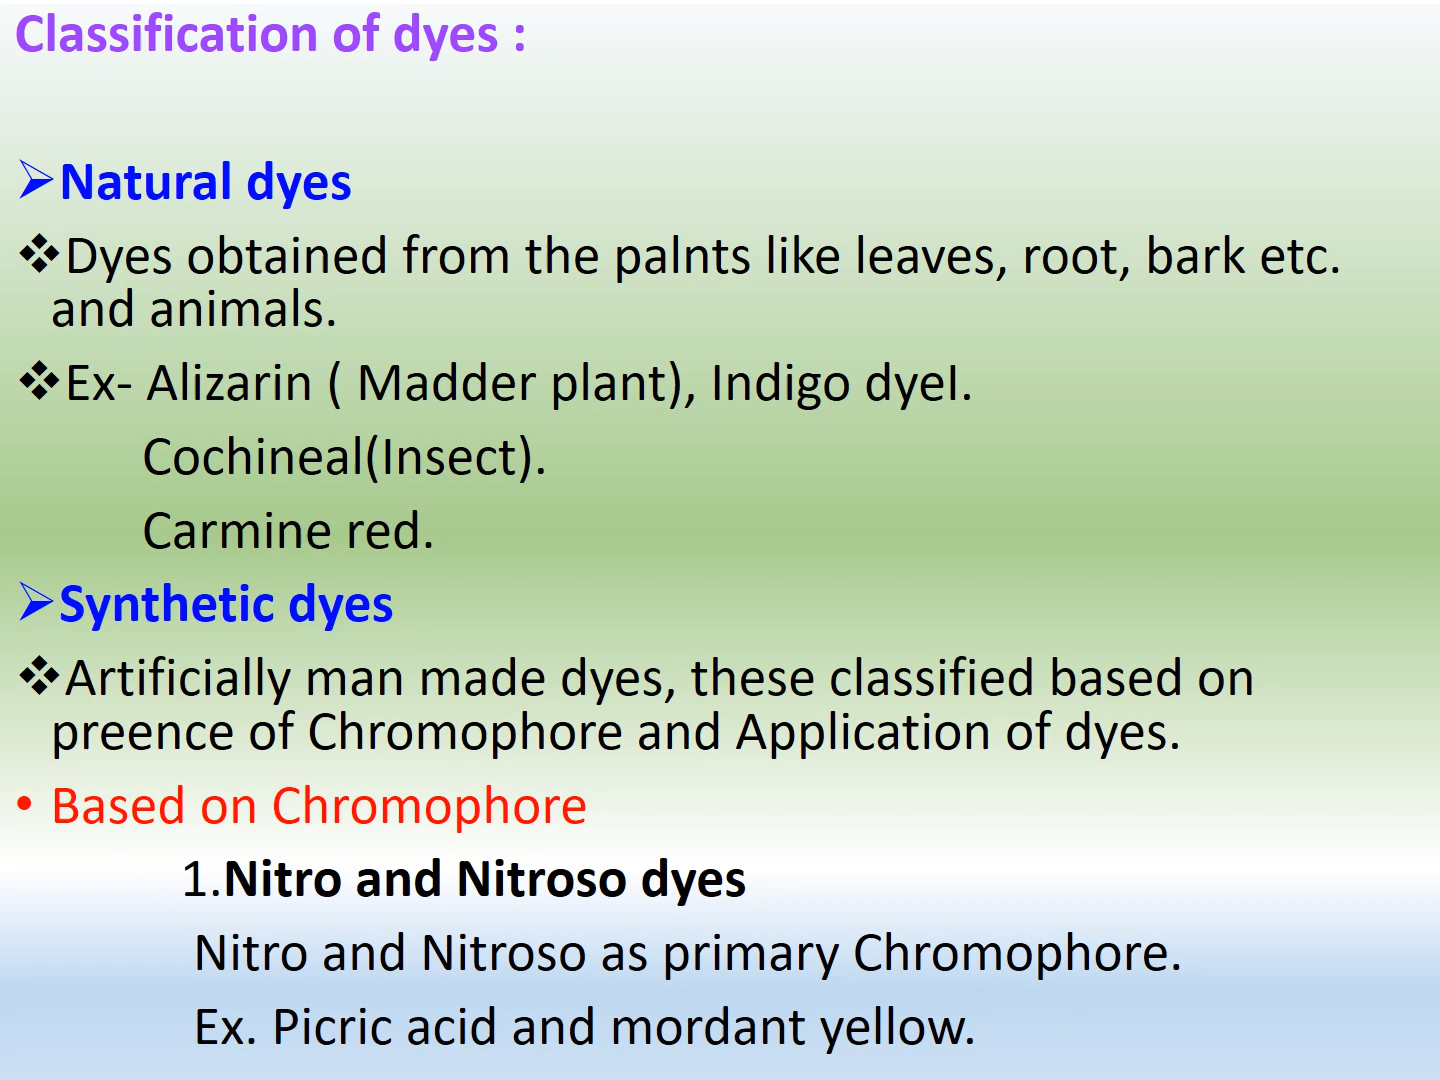 Classification of dyes :
➢Natural dyes
❖Dyes obtained from the palnts like leaves, root, bark etc.
and animals.
❖Ex- Alizarin ( Madder plant), Indigo dyeI.
Cochineal(Insect).
Carmine red.
➢Synthetic dyes
❖Artificially man made dyes, these classified based on
preence of Chromophore and Application of dyes.
• Based on Chromophore
1.Nitro and Nitroso dyes
Nitro and Nitroso as primary Chromophore.
Ex. Picric acid and mordant yellow.